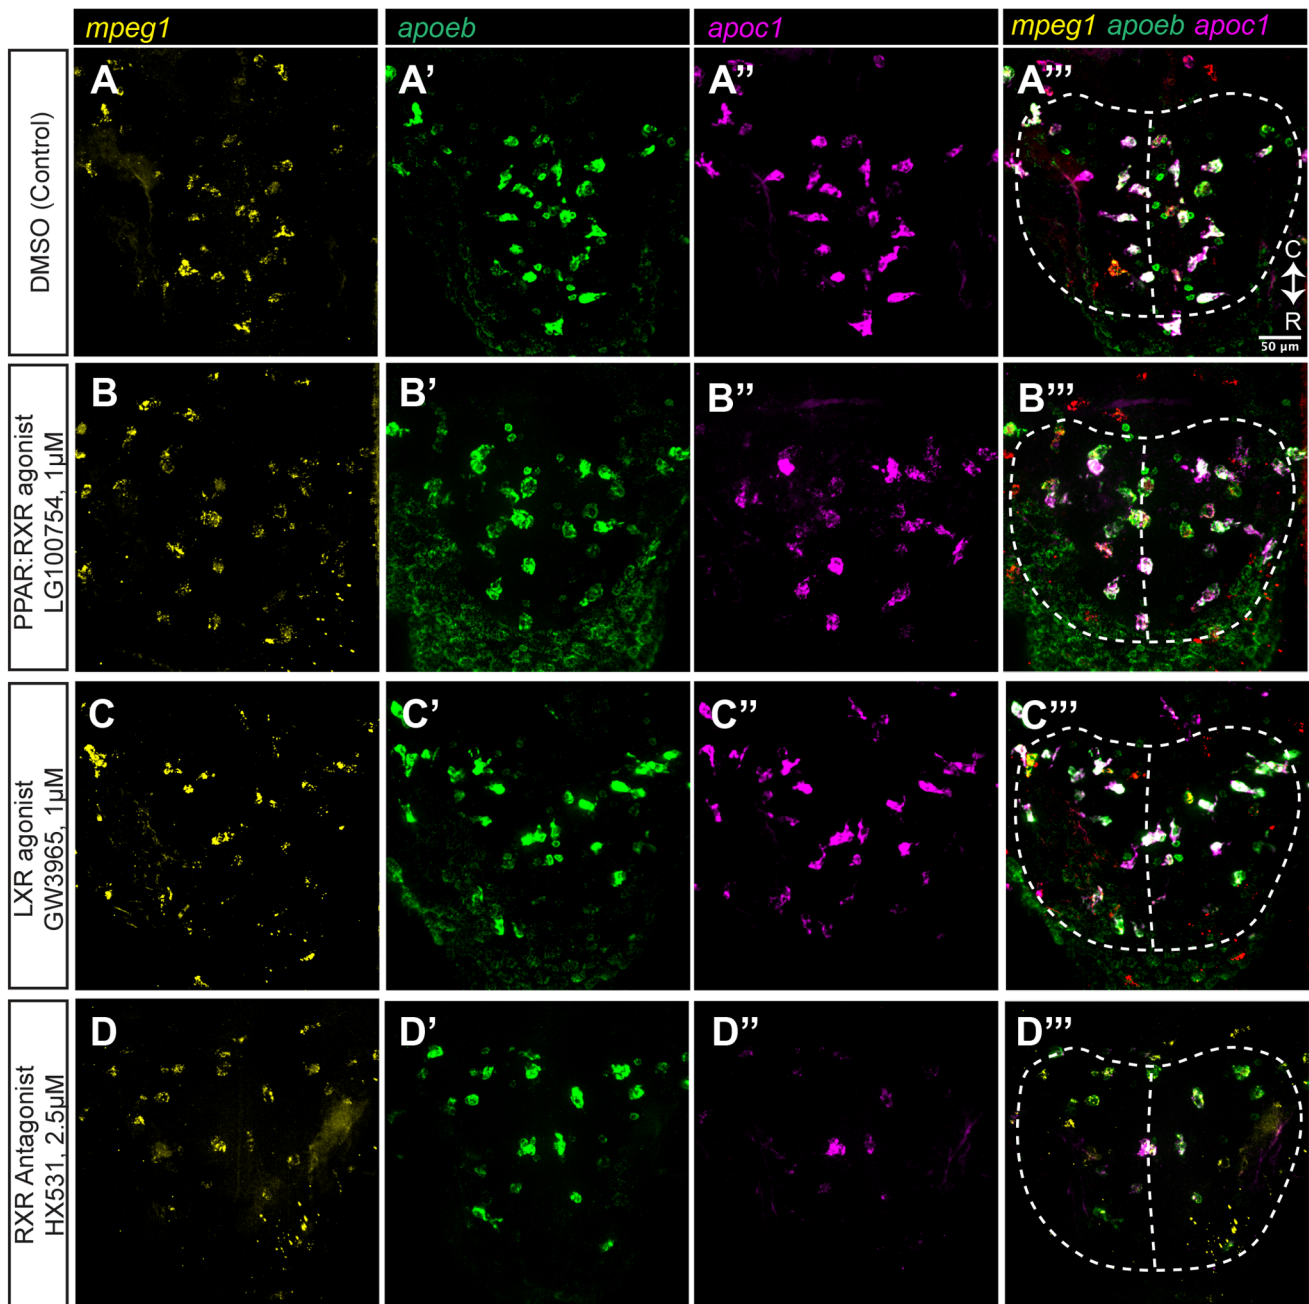 mpeg1
apoeb
apoc1
mpeg1 apoeb apoc1
DMSO (Control)
A
A’
A’’
A’’’
C
R
50 µm
PPAR:RXR agonist
LG100754, 1µM
B
B’
B’’
B’’’
LXR agonist
GW3965, 1µM
C
C’
C’’
C’’’
RXR Antagonist
HX531, 2.5µM
D
D’
D’’
D’’’